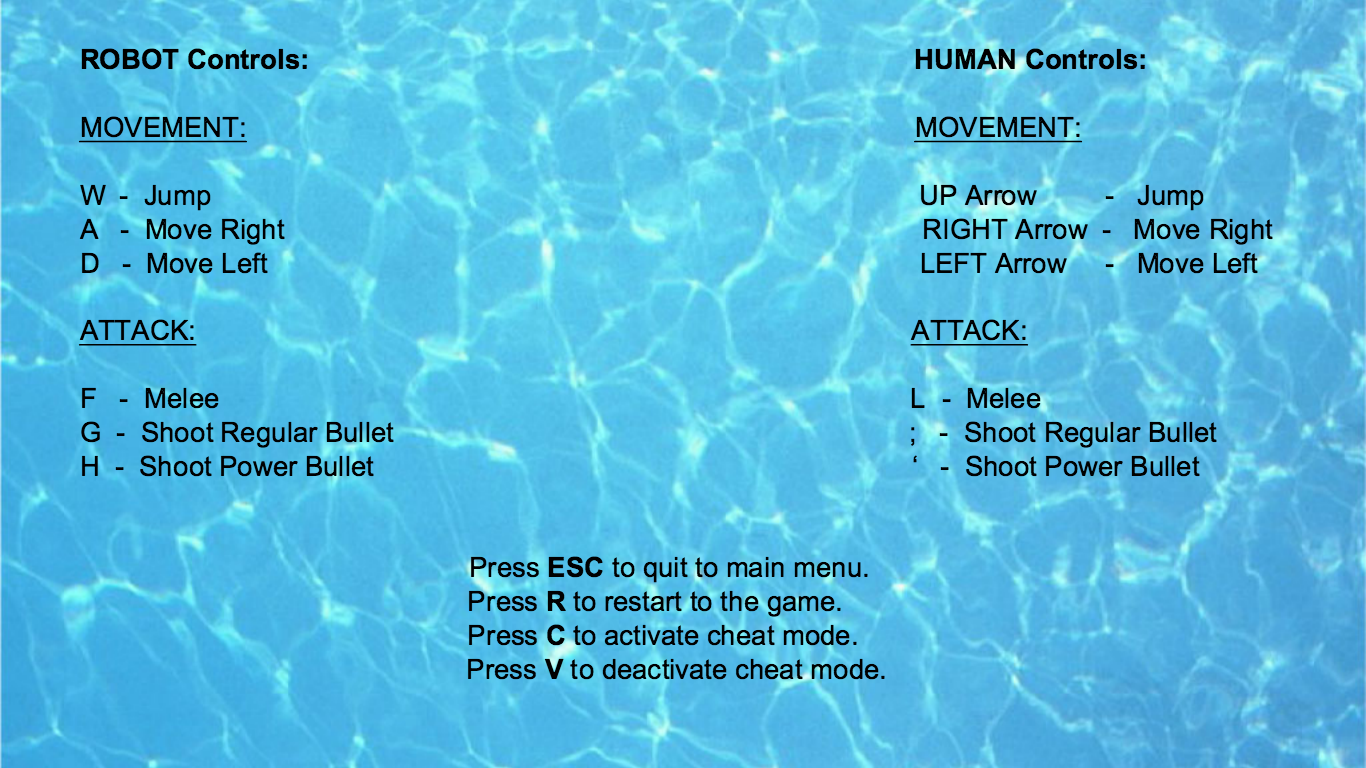 ROBOT Controls:
MOVEMENT:
W - Jump
A - Move Right
D - Move Left
ATTACK:
F - Melee
G - Shoot Regular Bullet
H - Shoot Power Bullet
HUMAN Controls:
MOVEMENT:
UP Arrow - Jump
RIGHT Arrow - Move Right
LEFT Arrow - Move Left
ATTACK:
L - Melee
; - Shoot Regular Bullet
‘ - Shoot Power Bullet
Press ESC to quit to main menu.
Press R to restart to the game.
Press C to activate cheat mode.
Press V to deactivate cheat mode.